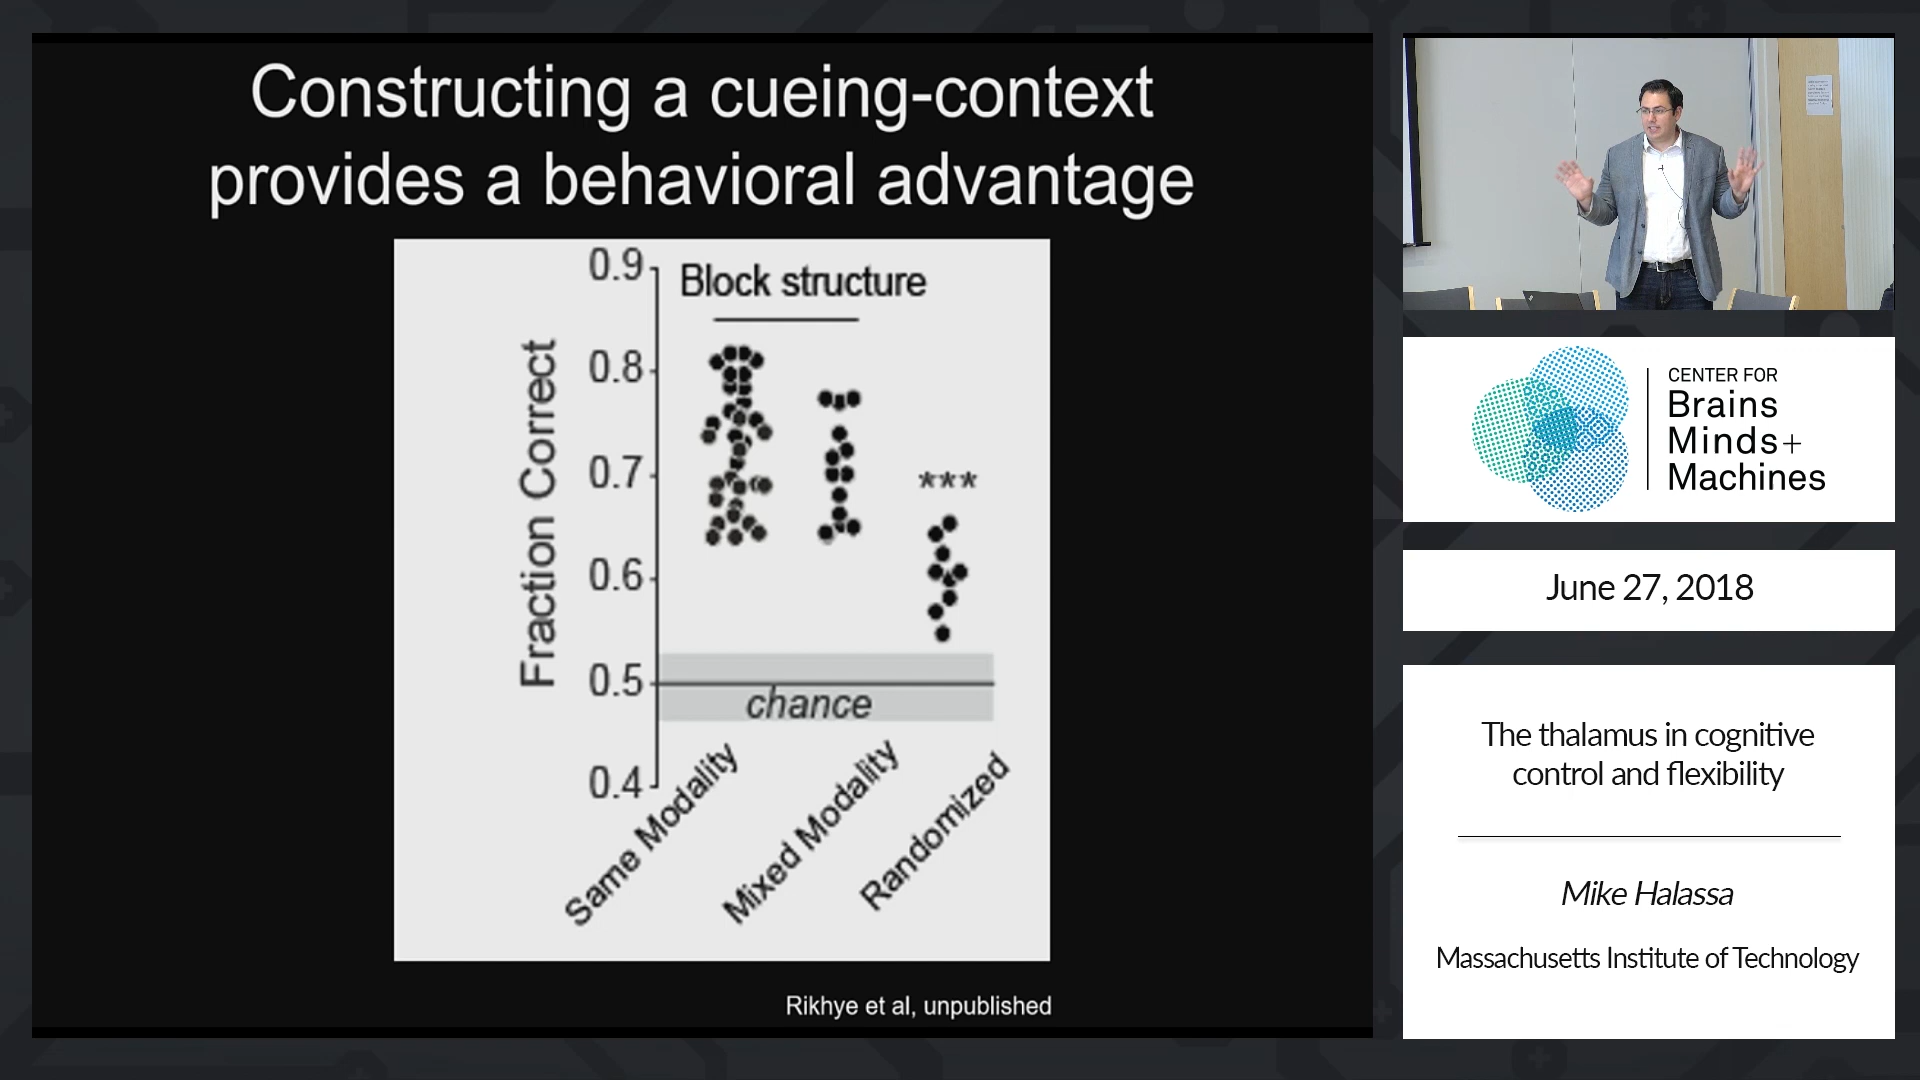 Constructing a cueing-context
provides a behavioral advantage
0.9
Block structure
0.8
0.7
***
0.6
0.5
chance
0.4
Fraction Correct
Same Modality
Mixed Modality
Randomized
Rikhye et al, unpublished
CENTER FOR
Brains
Minds+
Machines
June 27, 2018
The thalamus in cognitive
control and flexibility
Mike Halassa
Massachusetts Institute of Technology